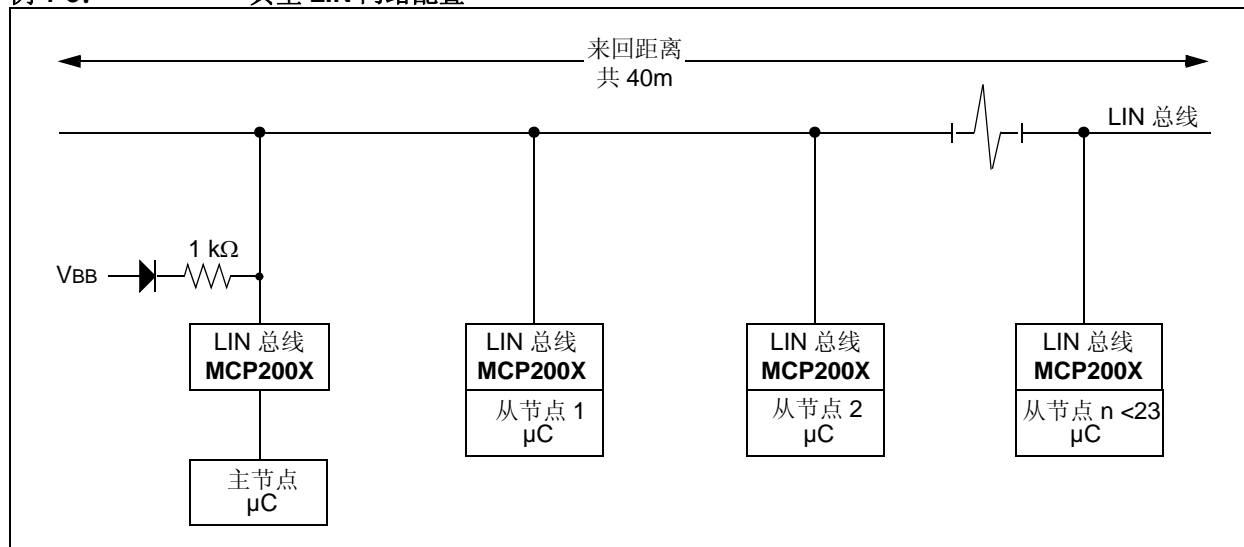 来回距离
共 40m
LIN 总线
1 kΩ
VBB
LIN 总线
MCP200X
主节点
µC
LIN 总线
MCP200X
从节点 1
µC
LIN 总线
MCP200X
从节点 2
µC
LIN 总线
MCP200X
从节点 n <23
µC